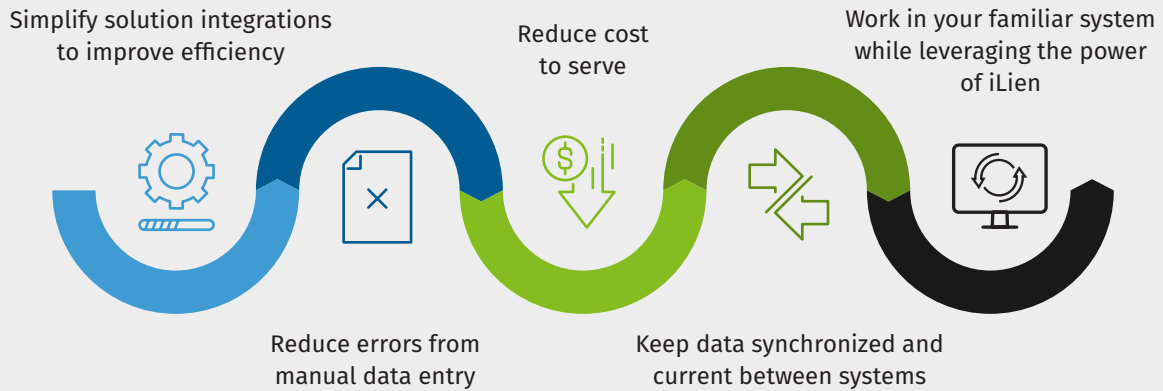 Simplify solution integrations
to improve efficiency
Reduce errors from
manual data entry
Reduce cost
to serve
$
Keep data synchronized and
current between systems
Work in your familiar system
while leveraging the power
of iLien